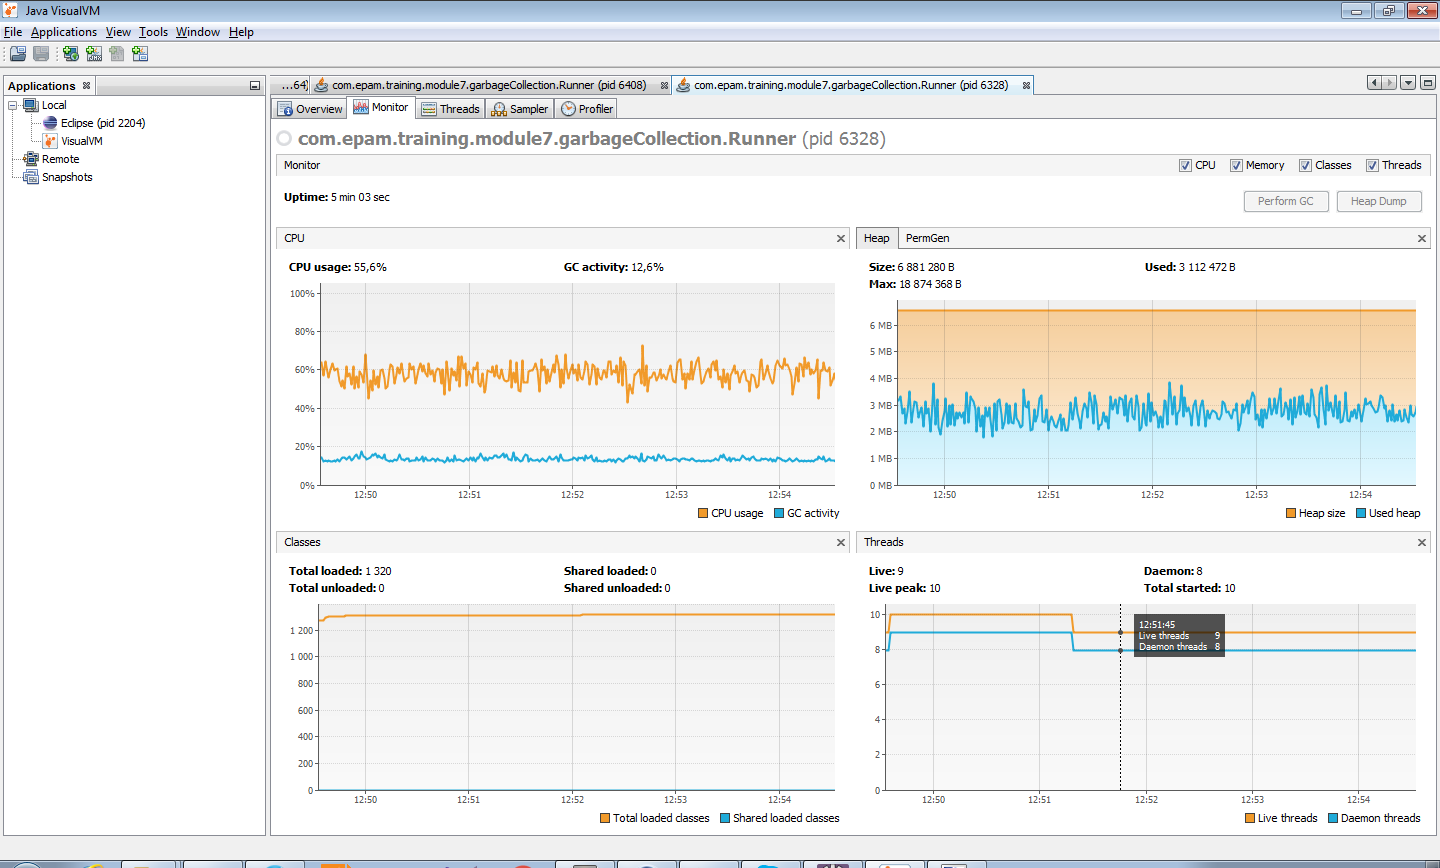 Java VisualVM
File Applications View Tools Window Help
Applications
Local
Eclipse (pid 2204)
VisualVM
Remote
Snapshots
...64)
com.epam.training.module7.garbageCollection.Runner (pid 6408)
com.epam.training.module7.garbageCollection.Runner (pid 6328)
Overview Monitor Threads Sampler Profiler
com.epam.training.module7.garbageCollection.Runner (pid 6328)
Monitor
CPU Memory Classes Threads
Uptime: 5 min 03 sec
Perform GC Heap Dump
CPU
CPU usage: 55,6% GC activity: 12,6%
100%
80%
60%
40%
20%
0%
12:50 12:51 12:52 12:53 12:54
CPU usage GC activity
Heap PermGen
Size: 6 881 280 B Used: 3 112 472 B
Max: 18 874 368 B
6 MB
5 MB
4 MB
3 MB
2 MB
1 MB
0 MB
12:50 12:51 12:52 12:53 12:54
Heap size Used heap
Classes
Total loaded: 1 320 Shared loaded: 0
Total unloaded: 0 Shared unloaded: 0
1 200
1 000
800
600
400
200
0
12:50 12:51 12:52 12:53 12:54
Total loaded classes Shared loaded classes
Threads
Live: 9 Daemon: 8
Live peak: 10 Total started: 10
10
8
6
4
2
0
12:51:45
Live threads 9
Daemon threads 8
12:50 12:51 12:52 12:53 12:54
Live threads Daemon threads